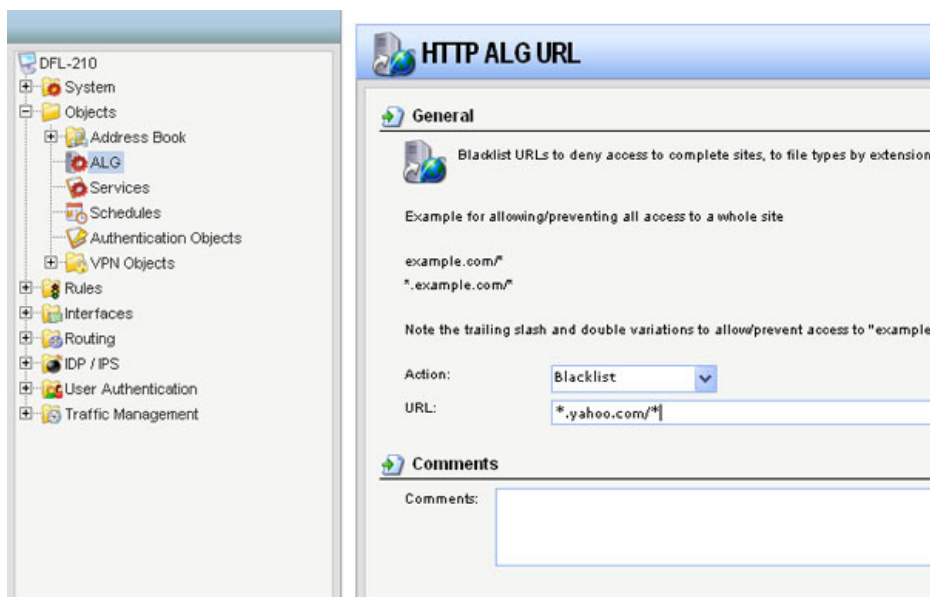 DFL-210
System
Objects
Address Book
ALG
Services
Schedules
Authentication Objects
VPN Objects
Rules
Interfaces
Routing
IDP / IPS
User Authentication
Traffic Management
HTTP ALG URL
General
Blacklist URLs to deny access to complete sites, to file types by extension
Example for allowing/preventing all access to a whole site
example.com/*
*.example.com/*
Note the trailing slash and double variations to allow/prevent access to "example
Action: Blacklist
URL: *.yahoo.com/*
Comments
Comments: